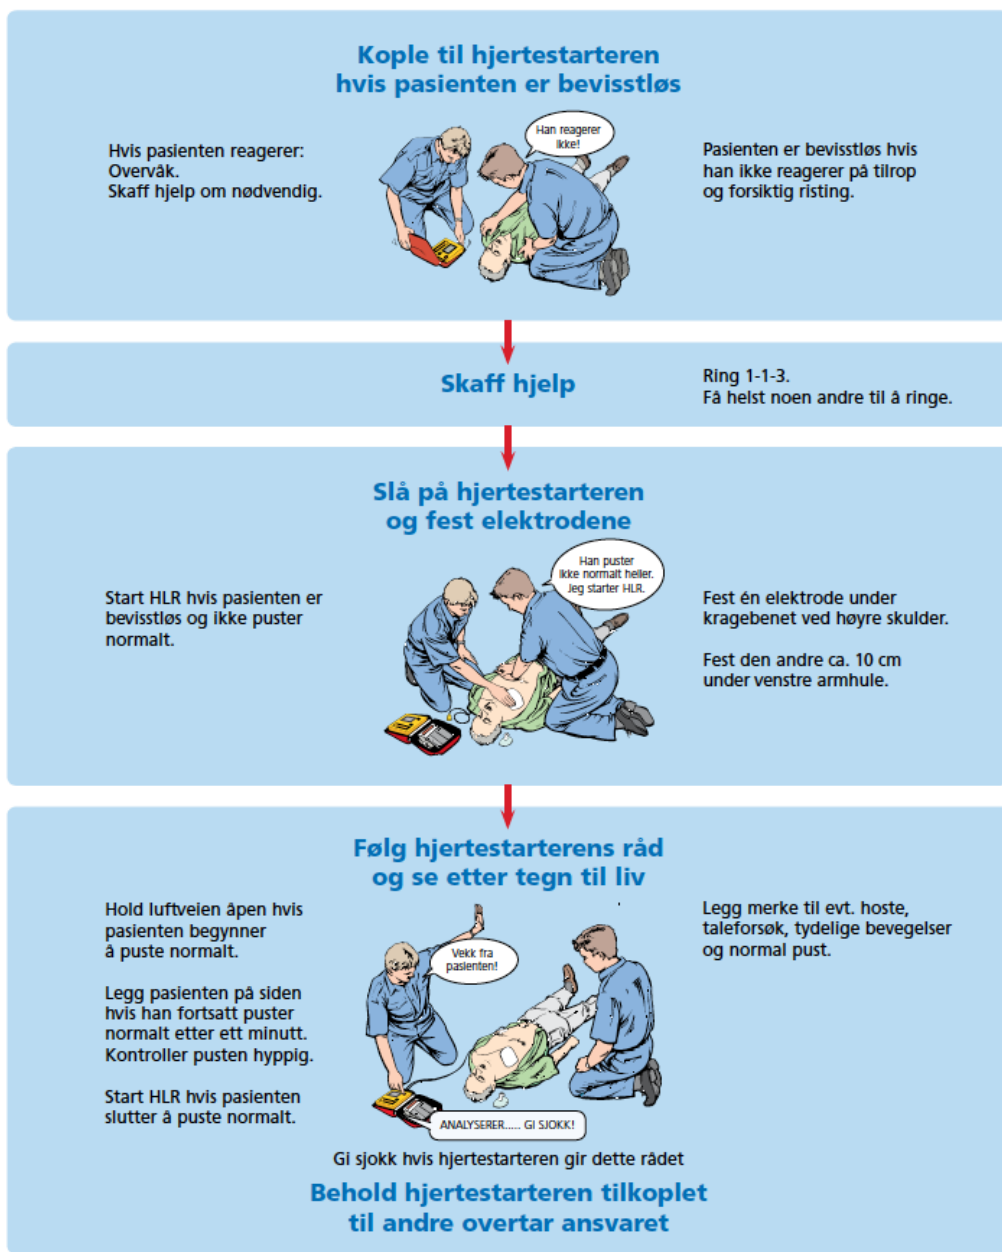 Kople til hjertestarteren
hvis pasienten er bevisstløs
Hvis pasienten reagerer:
Overvåk.
Skaff hjelp om nødvendig.
Han reagerer
ikke!
Pasienten er bevisstløs hvis
han ikke reagerer på tilrop
og forsiktig risting.
Skaff hjelp
Ring 1-1-3.
Få helst noen andre til å ringe.
Slå på hjertestarteren
og fest elektrodene
Start HLR hvis pasienten er
bevisstløs og ikke puster
normalt.
Han puster
ikke normalt heller.
Jeg starter HLR.
Fest én elektrode under
kragebenet ved høyre skulder.
Fest den andre ca. 10 cm
under venstre armhule.
Følg hjertestarterens råd
og se etter tegn til liv
Hold luftveien åpen hvis
pasienten begynner
å puste normalt.
Legg pasienten på siden
hvis han fortsatt puster
normalt etter ett minutt.
Kontroller pusten hyppig.
Start HLR hvis pasienten
slutter å puste normalt.
Vekk fra
pasienten!
Legg merke til evt. hoste,
taleforsøk, tydelige bevegelser
og normal pust.
ANALYSERER..... GI SJOKK!
Gi sjokk hvis hjertestarteren gir dette rådet
Behold hjertestarteren tilkoplet
til andre overtar ansvaret